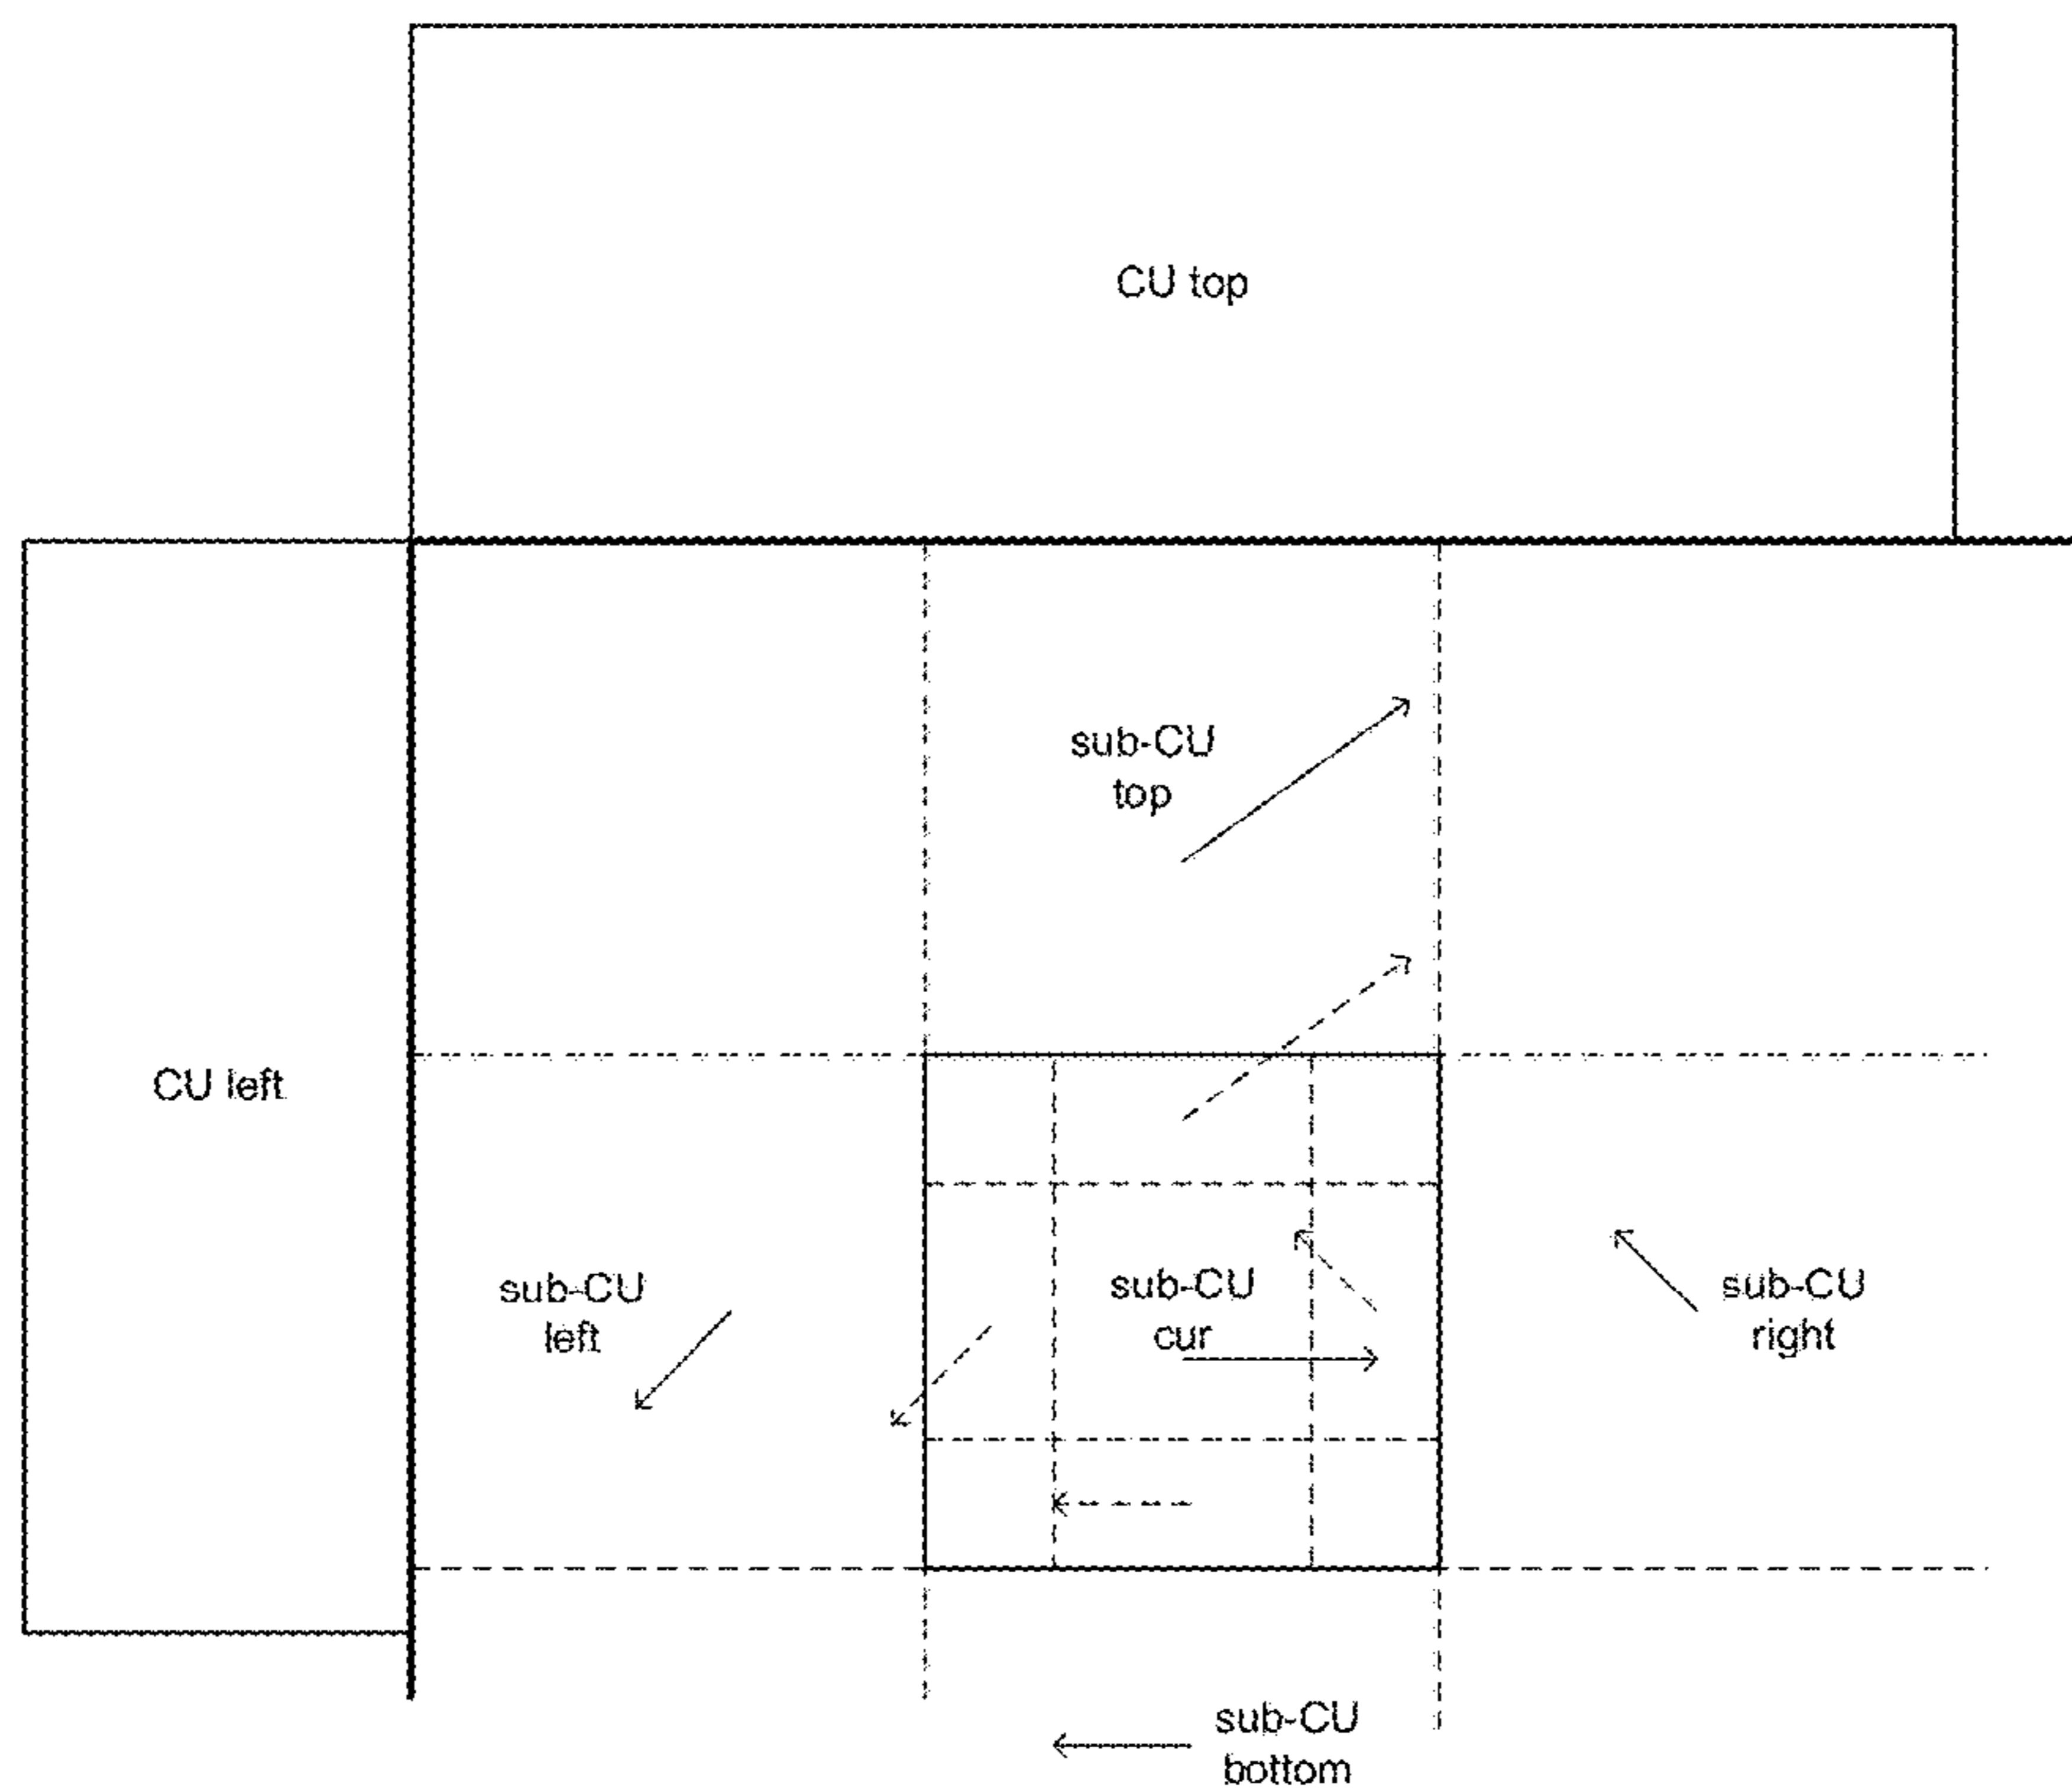 CU top
sub-CU
top
CU left
sub-CU
left
sub-CU
cur
sub-CU
right
sub-CU
bottom